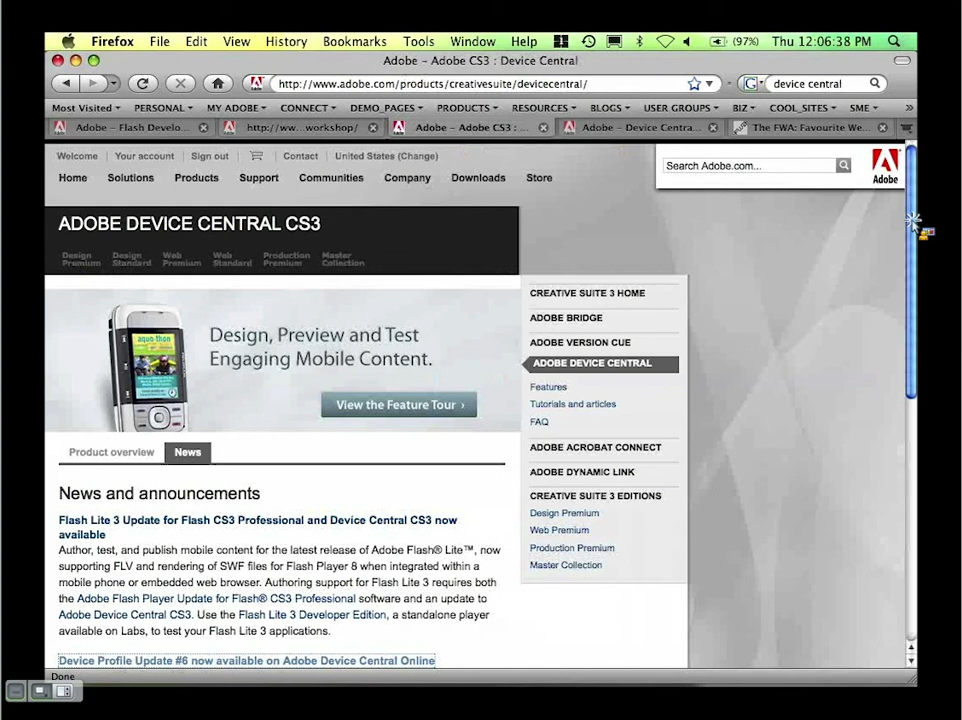 Firefox File Edit View History Bookmarks Tools Window Help (97%) Thu 12:06:38 PM
Adobe – Adobe CS3 : Device Central
http://www.adobe.com/products/creativesuite/devicecentral/ G device central
Most Visited PERSONAL MY ADOBE CONNECT DEMO_PAGES PRODUCTS RESOURCES BLOGS USER GROUPS BIZ COOL_SITES SME »
Adobe – Flash Develo... http://ww...workshop/ Adobe – Adobe CS3 : ... Adobe – Device Centra... The FWA: Favourite We...
Welcome Your account Sign out Contact United States (Change)
Search Adobe.com...
Adobe
Home Solutions Products Support Communities Company Downloads Store
ADOBE DEVICE CENTRAL CS3
Design Premium Design Standard Web Premium Web Standard Production Premium Master Collection
aquo-thon
Design, Preview and Test
Engaging Mobile Content.
View the Feature Tour ›
CREATIVE SUITE 3 HOME
ADOBE BRIDGE
ADOBE VERSION CUE
ADOBE DEVICE CENTRAL
Features
Tutorials and articles
FAQ
ADOBE ACROBAT CONNECT
ADOBE DYNAMIC LINK
CREATIVE SUITE 3 EDITIONS
Design Premium
Web Premium
Production Premium
Master Collection
Product overview News
News and announcements
Flash Lite 3 Update for Flash CS3 Professional and Device Central CS3 now
available
Author, test, and publish mobile content for the latest release of Adobe Flash® Lite™, now
supporting FLV and rendering of SWF files for Flash Player 8 when integrated within a
mobile phone or embedded web browser. Authoring support for Flash Lite 3 requires both
the Adobe Flash Player Update for Flash® CS3 Professional software and an update to
Adobe Device Central CS3. Use the Flash Lite 3 Developer Edition, a standalone player
available on Labs, to test your Flash Lite 3 applications.
Device Profile Update #6 now available on Adobe Device Central Online
Done